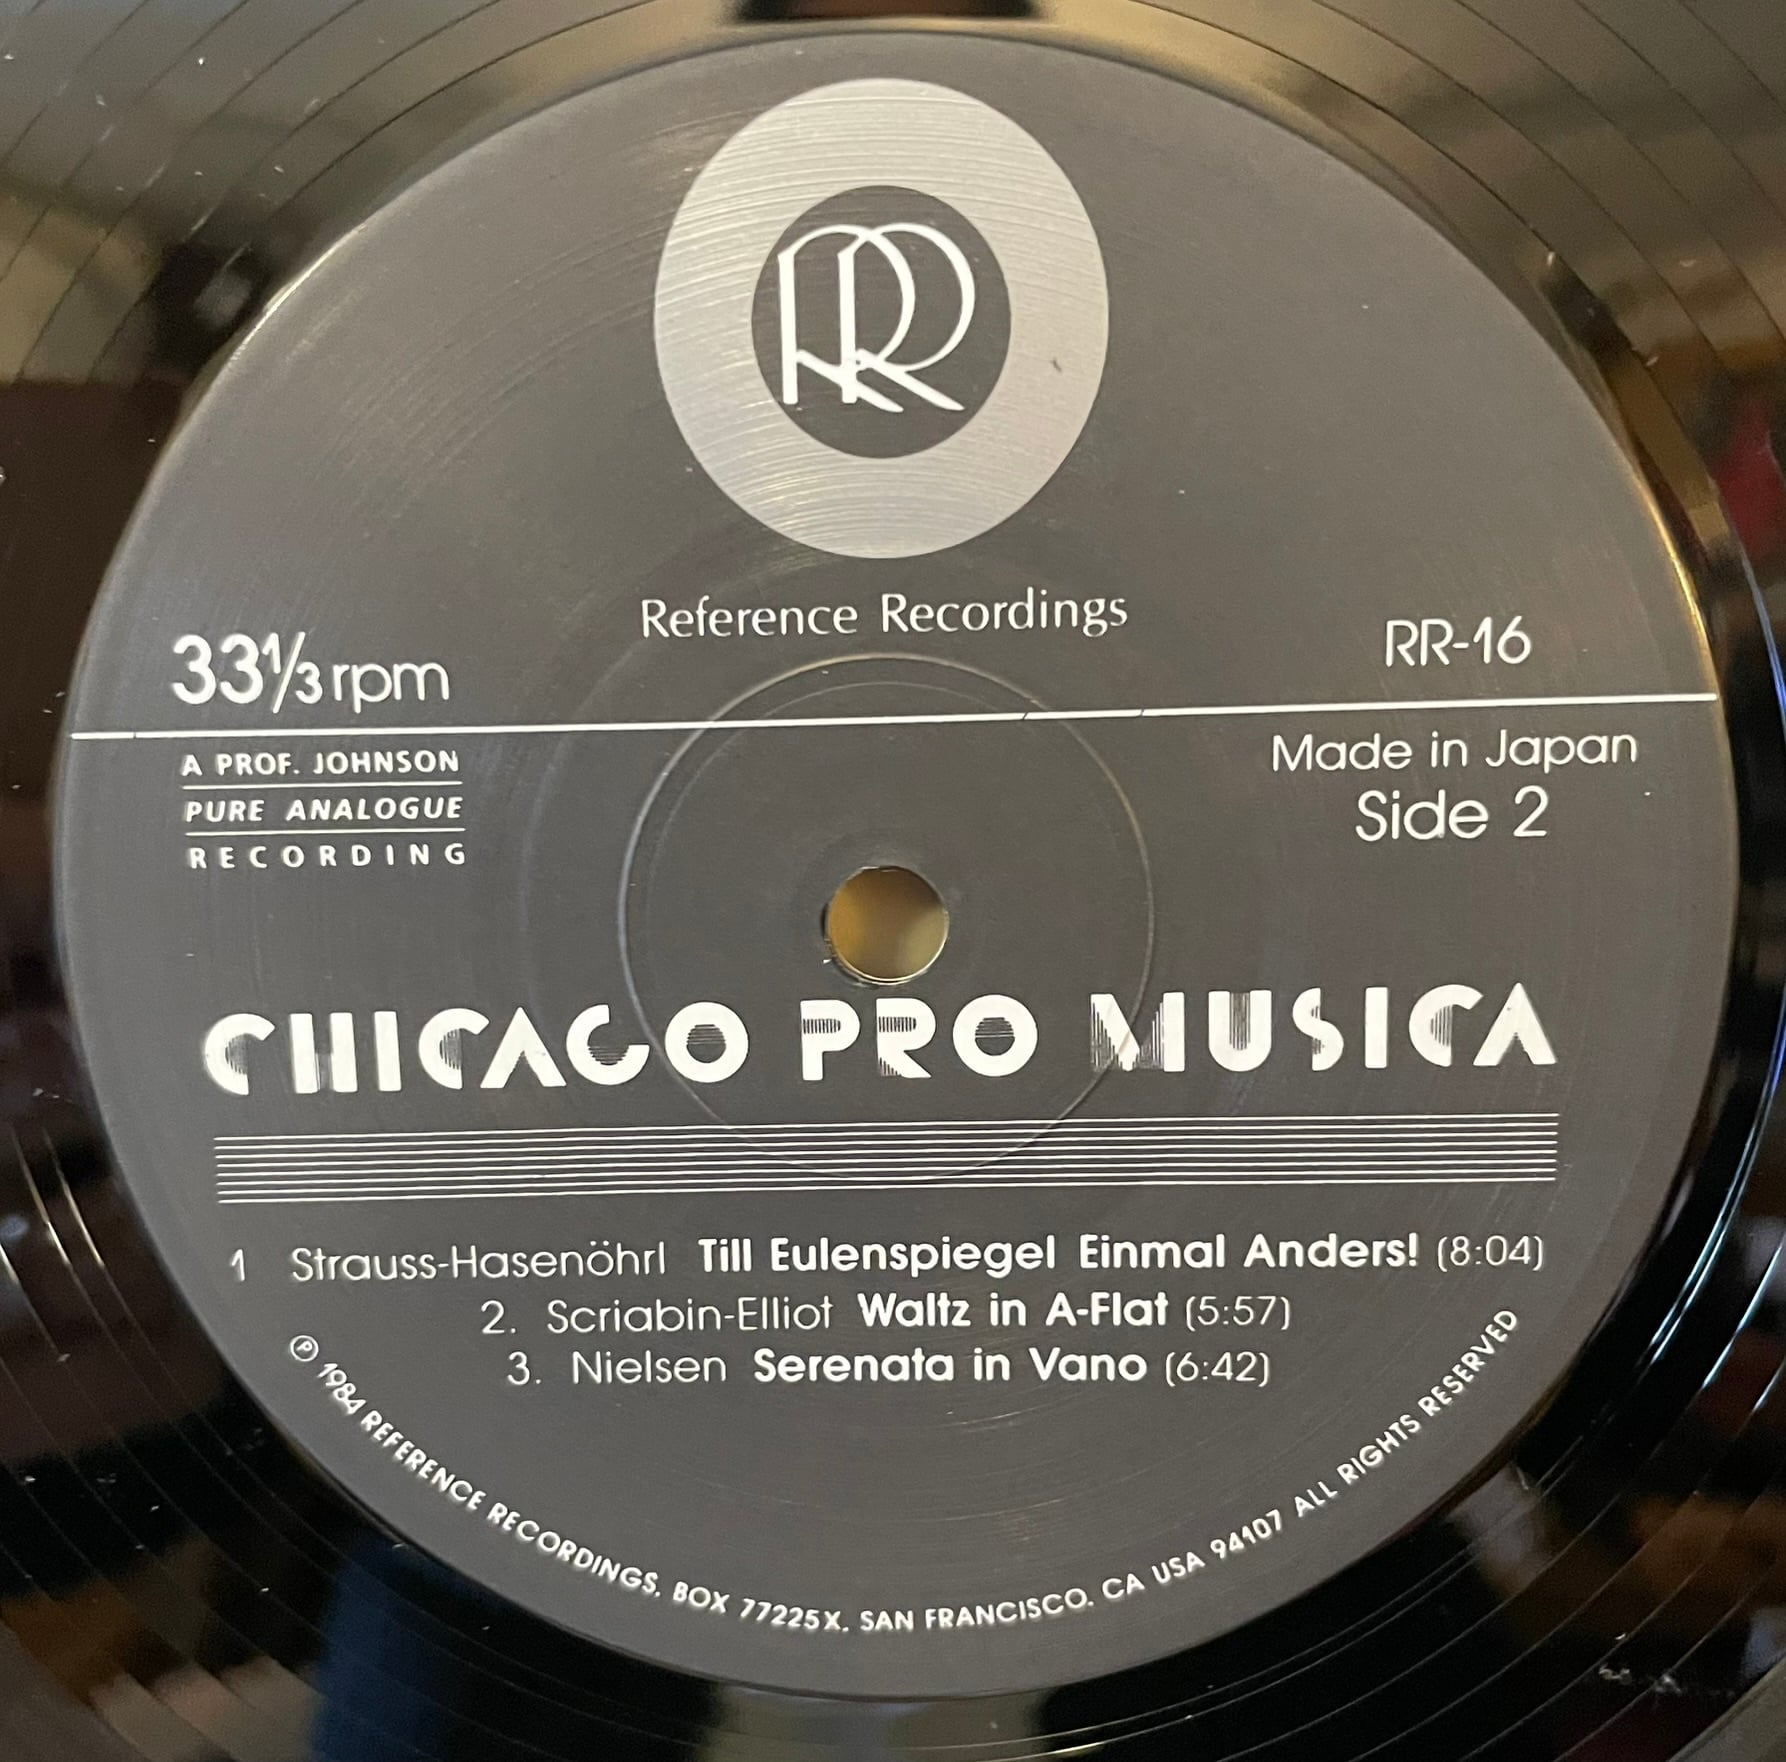 RR
Reference Recordings
33⅓ rpm
RR-16
A PROF. JOHNSON
PURE ANALOGUE
RECORDING
Made in Japan
Side 2
CHICAGO PRO MUSICA
1 Strauss-Hasenöhrl Till Eulenspiegel Einmal Anders! (8:04)
2. Scriabin-Elliot Waltz in A-Flat (5:57)
3. Nielsen Serenata in Vano (6:42)
℗ 1984 REFERENCE RECORDINGS, BOX 77225X, SAN FRANCISCO, CA USA 94107 ALL RIGHTS RESERVED